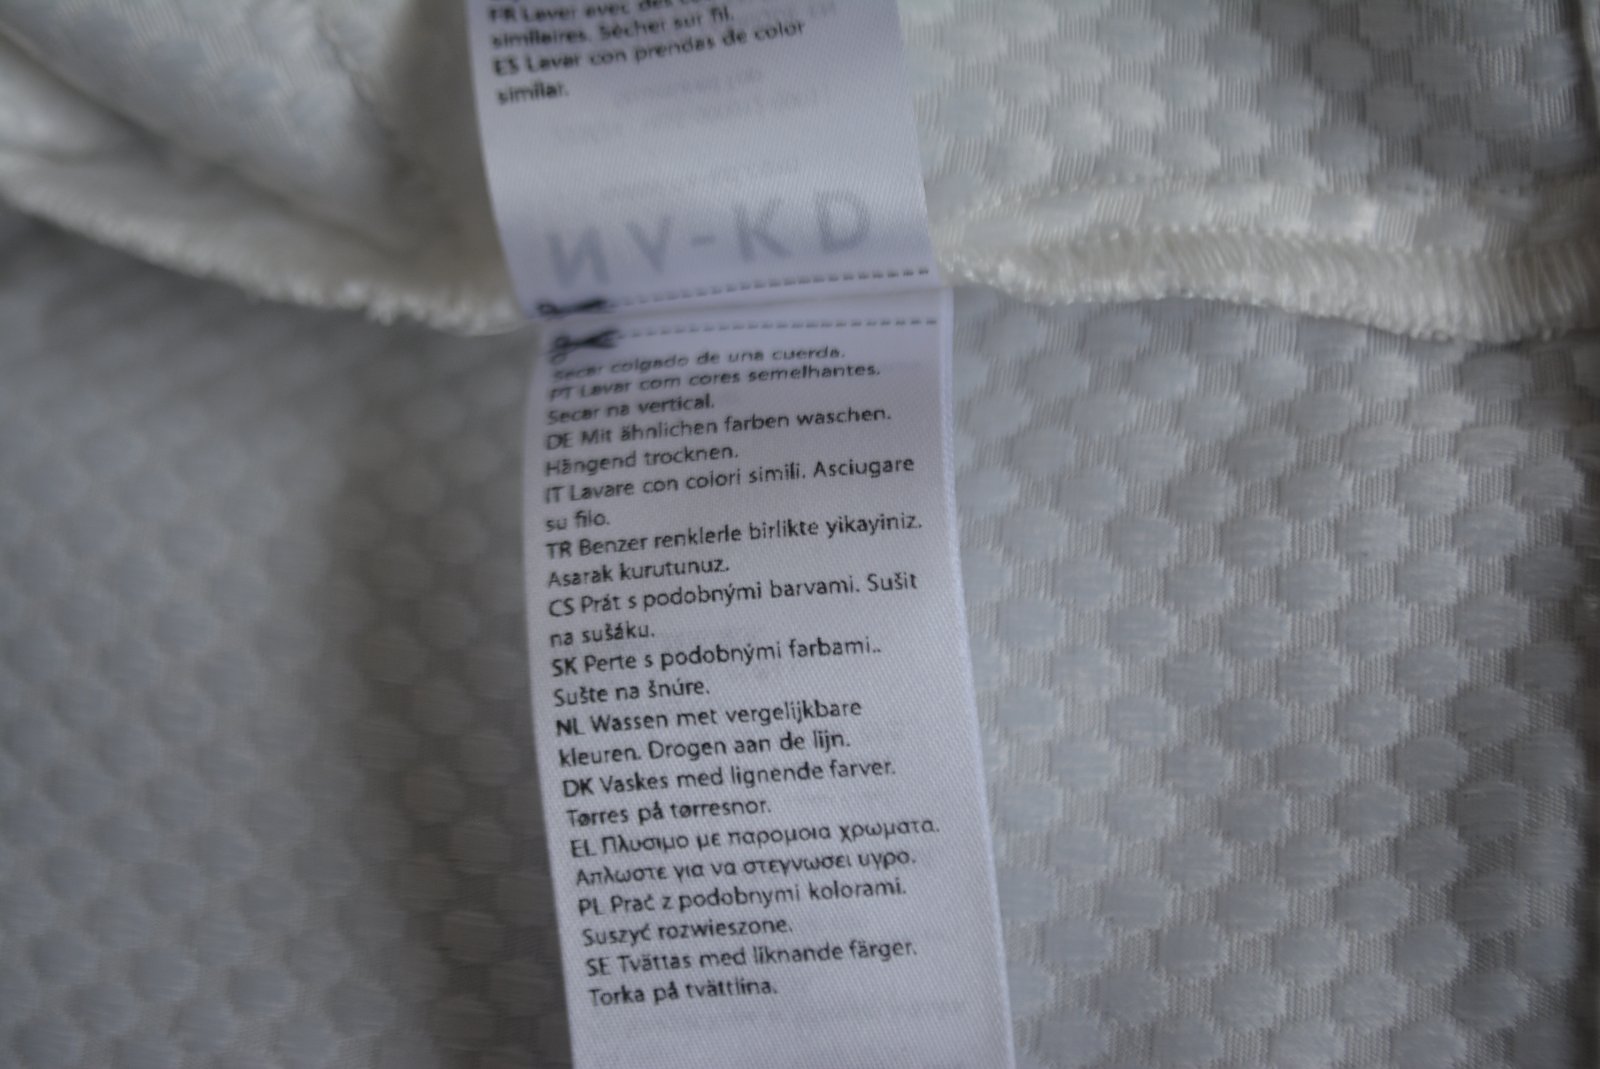 FR Laver avec des
similaires. Sécher sur fil.
ES Lavar con prendas de color
similar.
Secar colgado de una cuerda.
PT Lavar com cores semelhantes.
Secar na vertical.
DE Mit ähnlichen farben waschen.
Hängend trocknen.
IT Lavare con colori simili. Asciugare
su filo.
TR Benzer renklerle birlikte yikayiniz.
Asarak kurutunuz.
CS Prát s podobnými barvami. Sušit
na sušáku.
SK Perte s podobnými farbami..
Sušte na šnúre.
NL Wassen met vergelijkbare
kleuren. Drogen aan de lijn.
DK Vaskes med lignende farver.
Tørres på tørresnor.
EL Πλυσιμο με παρομοια χρωματα.
Απλωστε για να στεγνωσει υγρο.
PL Prać z podobnymi kolorami.
Suszyć rozwieszone.
SE Tvättas med liknande färger.
Torka på tvättlina.